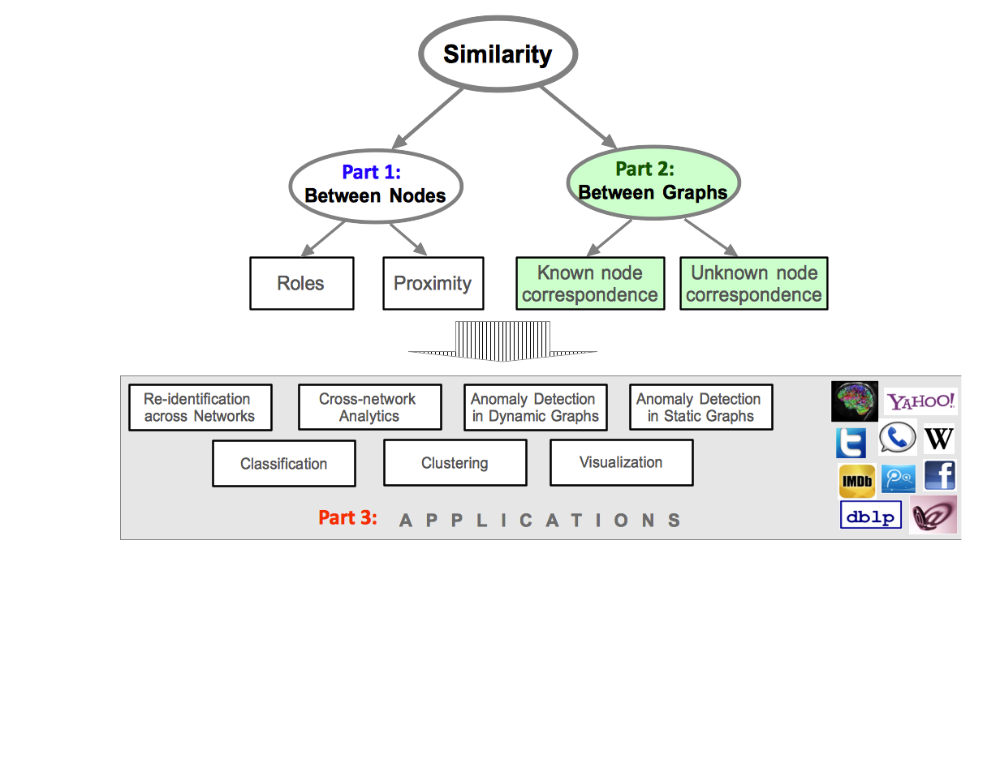 Similarity
Part 1:
Between Nodes
Part 2:
Between Graphs
Roles
Proximity
Known node
correspondence
Unknown node
correspondence
Re-identification
across Networks
Cross-network
Analytics
Anomaly Detection
in Dynamic Graphs
Anomaly Detection
in Static Graphs
Classification
Clustering
Visualization
Part 3: A P P L I C A T I O N S
YAHOO!
t
W
IMDb
f
dblp
@